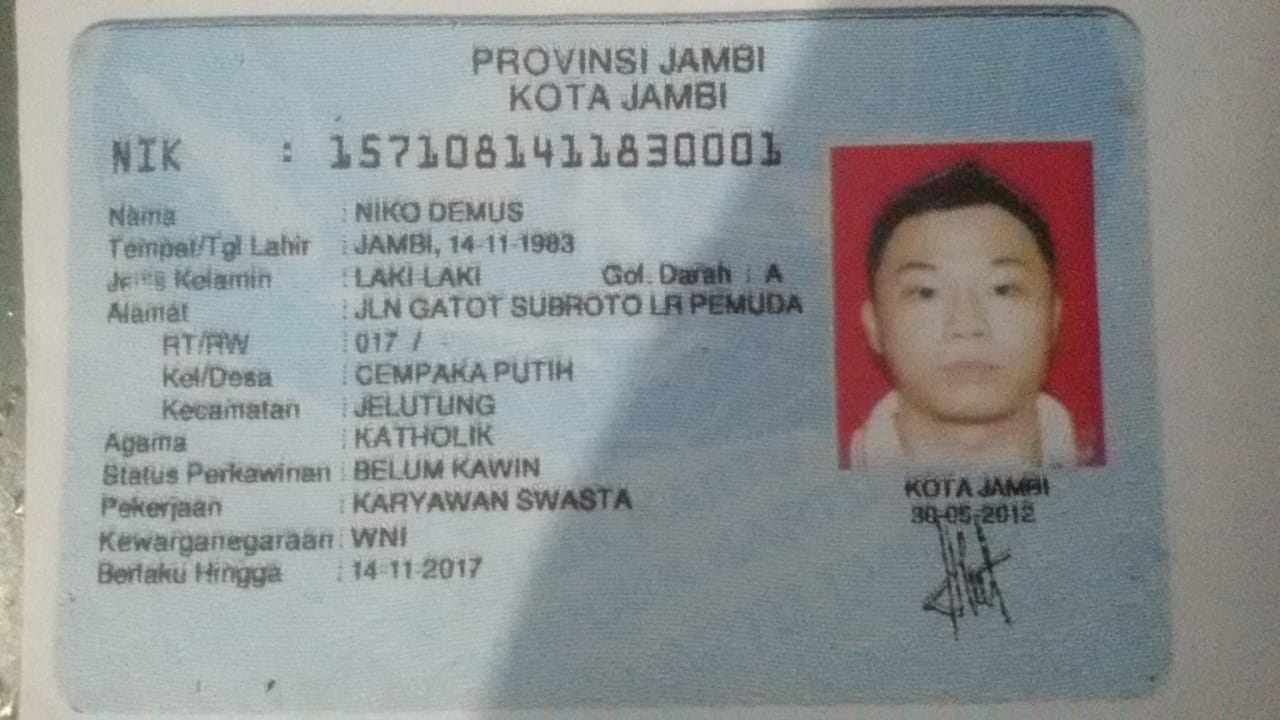 PROVINSI JAMBI
KOTA JAMBI
NIK : 1571081411830001
Nama : NIKO DEMUS
Tempat/Tgl Lahir : JAMBI, 14-11-1983
Jenis Kelamin : LAKI-LAKI Gol. Darah : A
Alamat : JLN GATOT SUBROTO LR PEMUDA
RT/RW : 017 /
Kel/Desa : CEMPAKA PUTIH
Kecamatan : JELUTUNG
Agama : KATHOLIK
Status Perkawinan : BELUM KAWIN
Pekerjaan : KARYAWAN SWASTA
Kewarganegaraan : WNI
Berlaku Hingga : 14-11-2017
KOTA JAMBI
30-05-2012